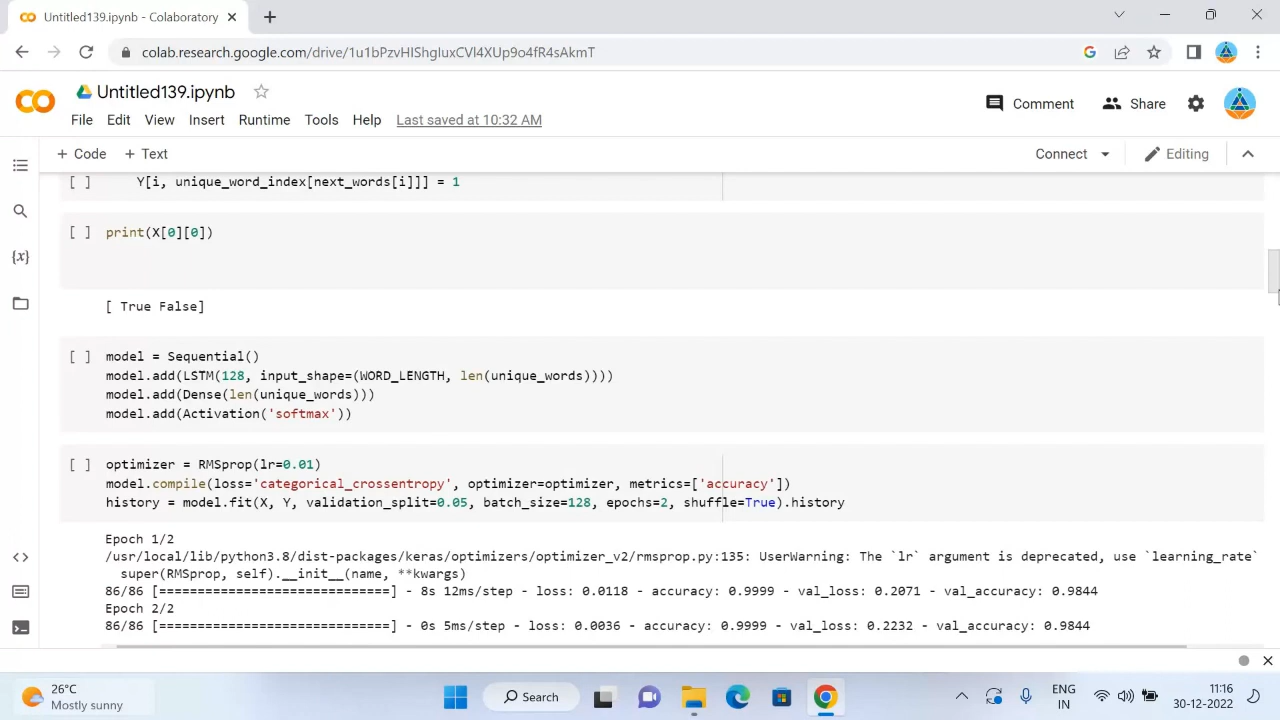 Untitled139.ipynb - Colaboratory
colab.research.google.com/drive/1u1bPzvHIShgIuxCVl4XUp9o4fR4sAkmT
Untitled139.ipynb
Comment
Share
File Edit View Insert Runtime Tools Help Last saved at 10:32 AM
+ Code + Text
Connect
Editing
[ ] Y[i, unique_word_index[next_words[i]]] = 1
[ ] print(X[0][0])
{x}
[ True False]
[ ] model = Sequential()
model.add(LSTM(128, input_shape=(WORD_LENGTH, len(unique_words))))
model.add(Dense(len(unique_words)))
model.add(Activation('softmax'))
[ ] optimizer = RMSprop(lr=0.01)
model.compile(loss='categorical_crossentropy', optimizer=optimizer, metrics=['accuracy'])
history = model.fit(X, Y, validation_split=0.05, batch_size=128, epochs=2, shuffle=True).history
Epoch 1/2
/usr/local/lib/python3.8/dist-packages/keras/optimizers/optimizer_v2/rmsprop.py:135: UserWarning: The `lr` argument is deprecated, use `learning_rate`
super(RMSprop, self).__init__(name, **kwargs)
86/86 [==============================] - 8s 12ms/step - loss: 0.0118 - accuracy: 0.9999 - val_loss: 0.2071 - val_accuracy: 0.9844
Epoch 2/2
86/86 [==============================] - 0s 5ms/step - loss: 0.0036 - accuracy: 0.9999 - val_loss: 0.2232 - val_accuracy: 0.9844
26°C
Mostly sunny
Search
ENG
IN
11:16
30-12-2022